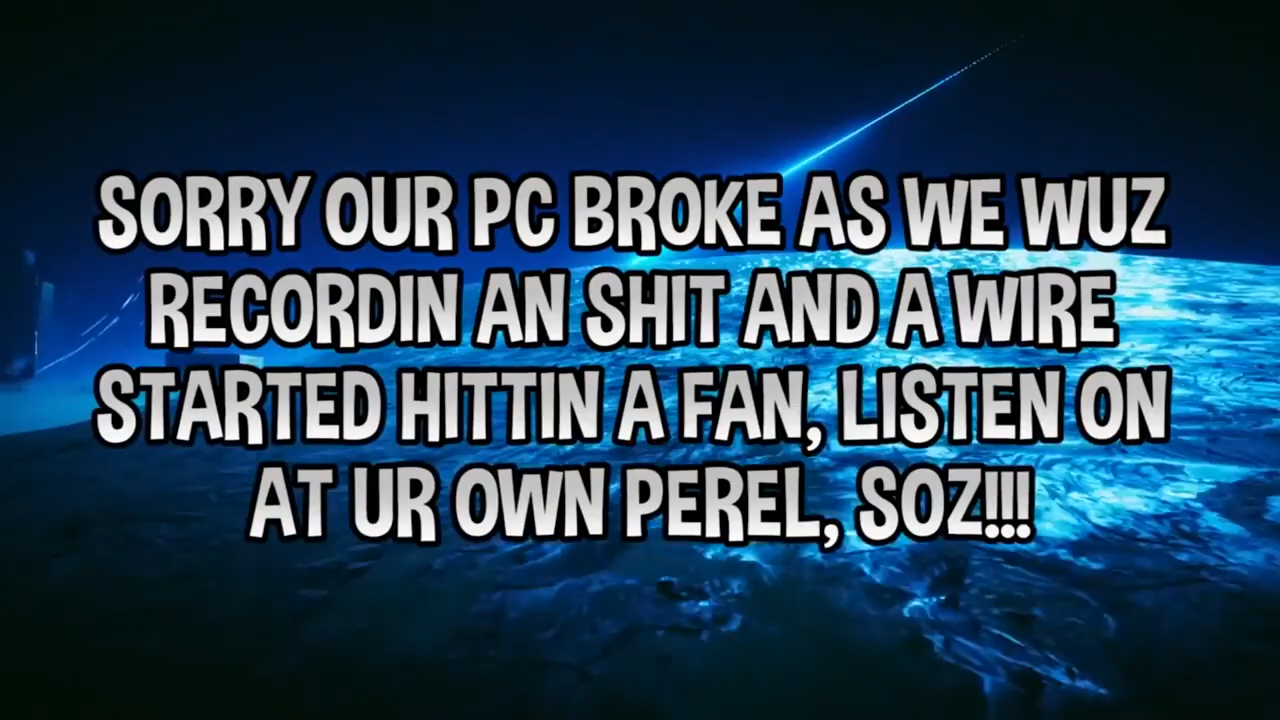 SORRY OUR PC BROKE AS WE WUZ
RECORDIN AN SHIT AND A WIRE
STARTED HITTIN A FAN, LISTEN ON
AT UR OWN PEREL, SOZ!!!